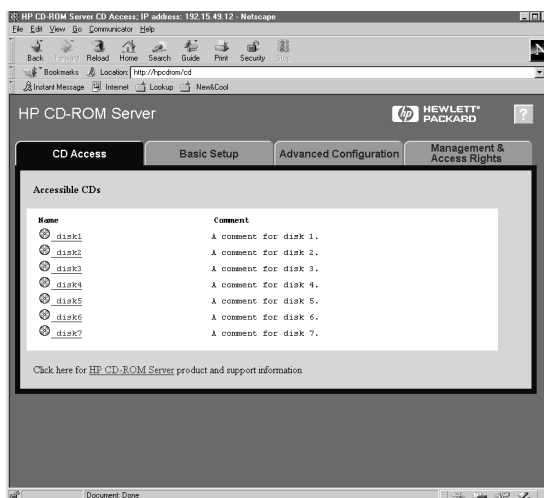 HP CD-ROM Server CD Access; IP address: 192.15.49.12 - Netscape
File Edit View Go Communicator Help
Back Forward Reload Home Search Guide Print Security Stop
Bookmarks Location: http://hpcdrom/cd
Instant Message Internet Lookup New&Cool
HP CD-ROM Server
hp HEWLETT®
PACKARD
?
CD Access Basic Setup Advanced Configuration Management &
Access Rights
Accessible CDs
Name Comment
disk1 A comment for disk 1.
disk2 A comment for disk 2.
disk3 A comment for disk 3.
disk4 A comment for disk 4.
disk5 A comment for disk 5.
disk6 A comment for disk 6.
disk7 A comment for disk 7.
Click here for HP CD-ROM Server product and support information
Document: Done